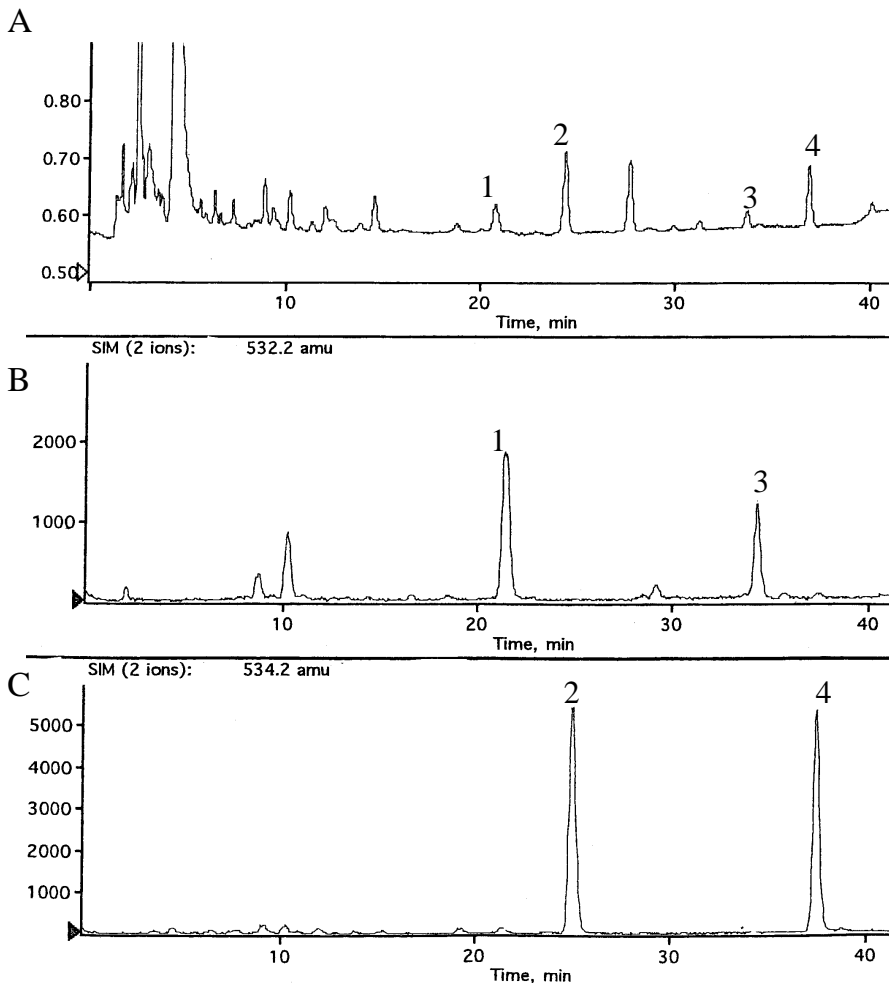 A
0.80
0.70
0.60
0.50
1
2
3
4
10 20 30 40
Time, min
SIM (2 ions): 532.2 amu
B
2000
1000
1
3
10 20 30 40
Time, min
SIM (2 ions): 534.2 amu
C
5000
4000
3000
2000
1000
2
4
10 20 30 40
Time, min